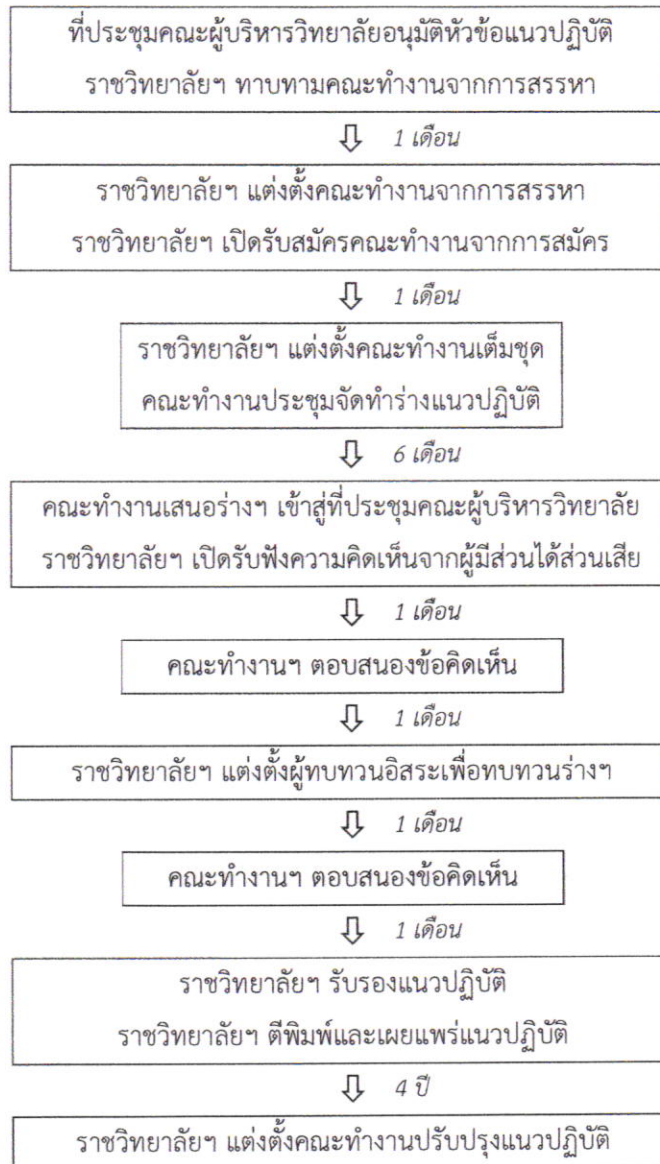 ที่ประชุมคณะผู้บริหารวิทยาลัยอนุมัติหัวข้อแนวปฏิบัติ
ราชวิทยาลัยฯ ทาบทามคณะทำงานจากการสรรหา
1 เดือน
ราชวิทยาลัยฯ แต่งตั้งคณะทำงานจากการสรรหา
ราชวิทยาลัยฯ เปิดรับสมัครคณะทำงานจากการสมัคร
1 เดือน
ราชวิทยาลัยฯ แต่งตั้งคณะทำงานเต็มชุด
คณะทำงานประชุมจัดทำร่างแนวปฏิบัติ
6 เดือน
คณะทำงานเสนอร่างฯ เข้าสู่ที่ประชุมคณะผู้บริหารวิทยาลัย
ราชวิทยาลัยฯ เปิดรับฟังความคิดเห็นจากผู้มีส่วนได้ส่วนเสีย
1 เดือน
คณะทำงานฯ ตอบสนองข้อคิดเห็น
1 เดือน
ราชวิทยาลัยฯ แต่งตั้งผู้ทบทวนอิสระเพื่อทบทวนร่างฯ
1 เดือน
คณะทำงานฯ ตอบสนองข้อคิดเห็น
1 เดือน
ราชวิทยาลัยฯ รับรองแนวปฏิบัติ
ราชวิทยาลัยฯ ตีพิมพ์และเผยแพร่แนวปฏิบัติ
4 ปี
ราชวิทยาลัยฯ แต่งตั้งคณะทำงานปรับปรุงแนวปฏิบัติ